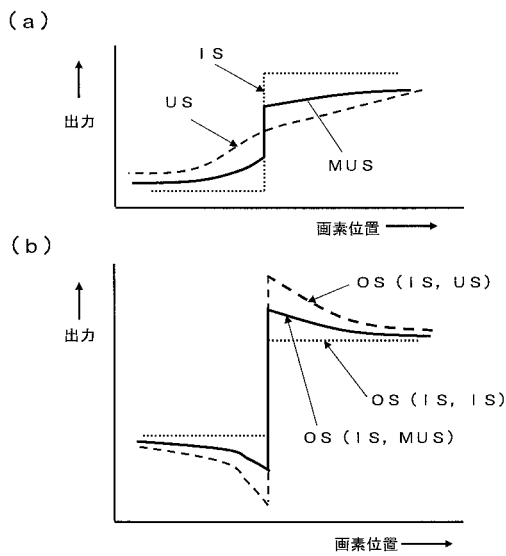 (a)
IS
US
出力
MUS
画素位置
(b)
OS(IS, US)
出力
OS(IS, IS)
OS(IS, MUS)
画素位置